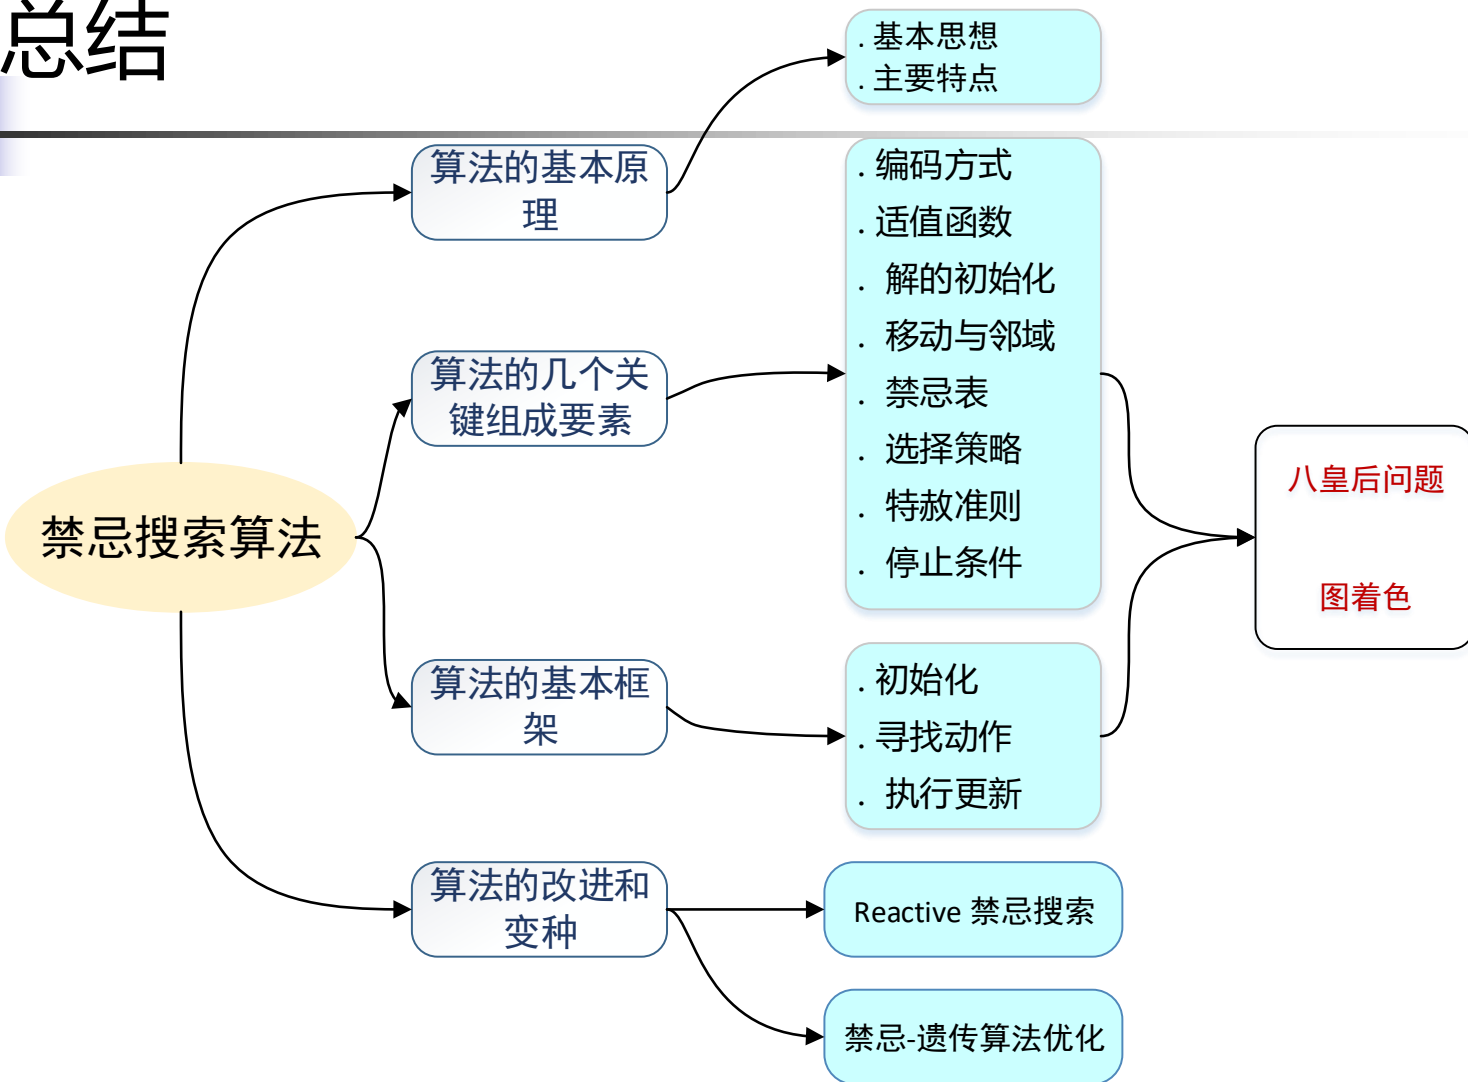 总结
. 基本思想
. 主要特点
算法的基本原
理
. 编码方式
. 适值函数
. 解的初始化
. 移动与邻域
. 禁忌表
. 选择策略
. 特赦准则
. 停止条件
算法的几个关
键组成要素
禁忌搜索算法
八皇后问题
图着色
算法的基本框
架
. 初始化
. 寻找动作
. 执行更新
算法的改进和
变种
Reactive 禁忌搜索
禁忌-遗传算法优化